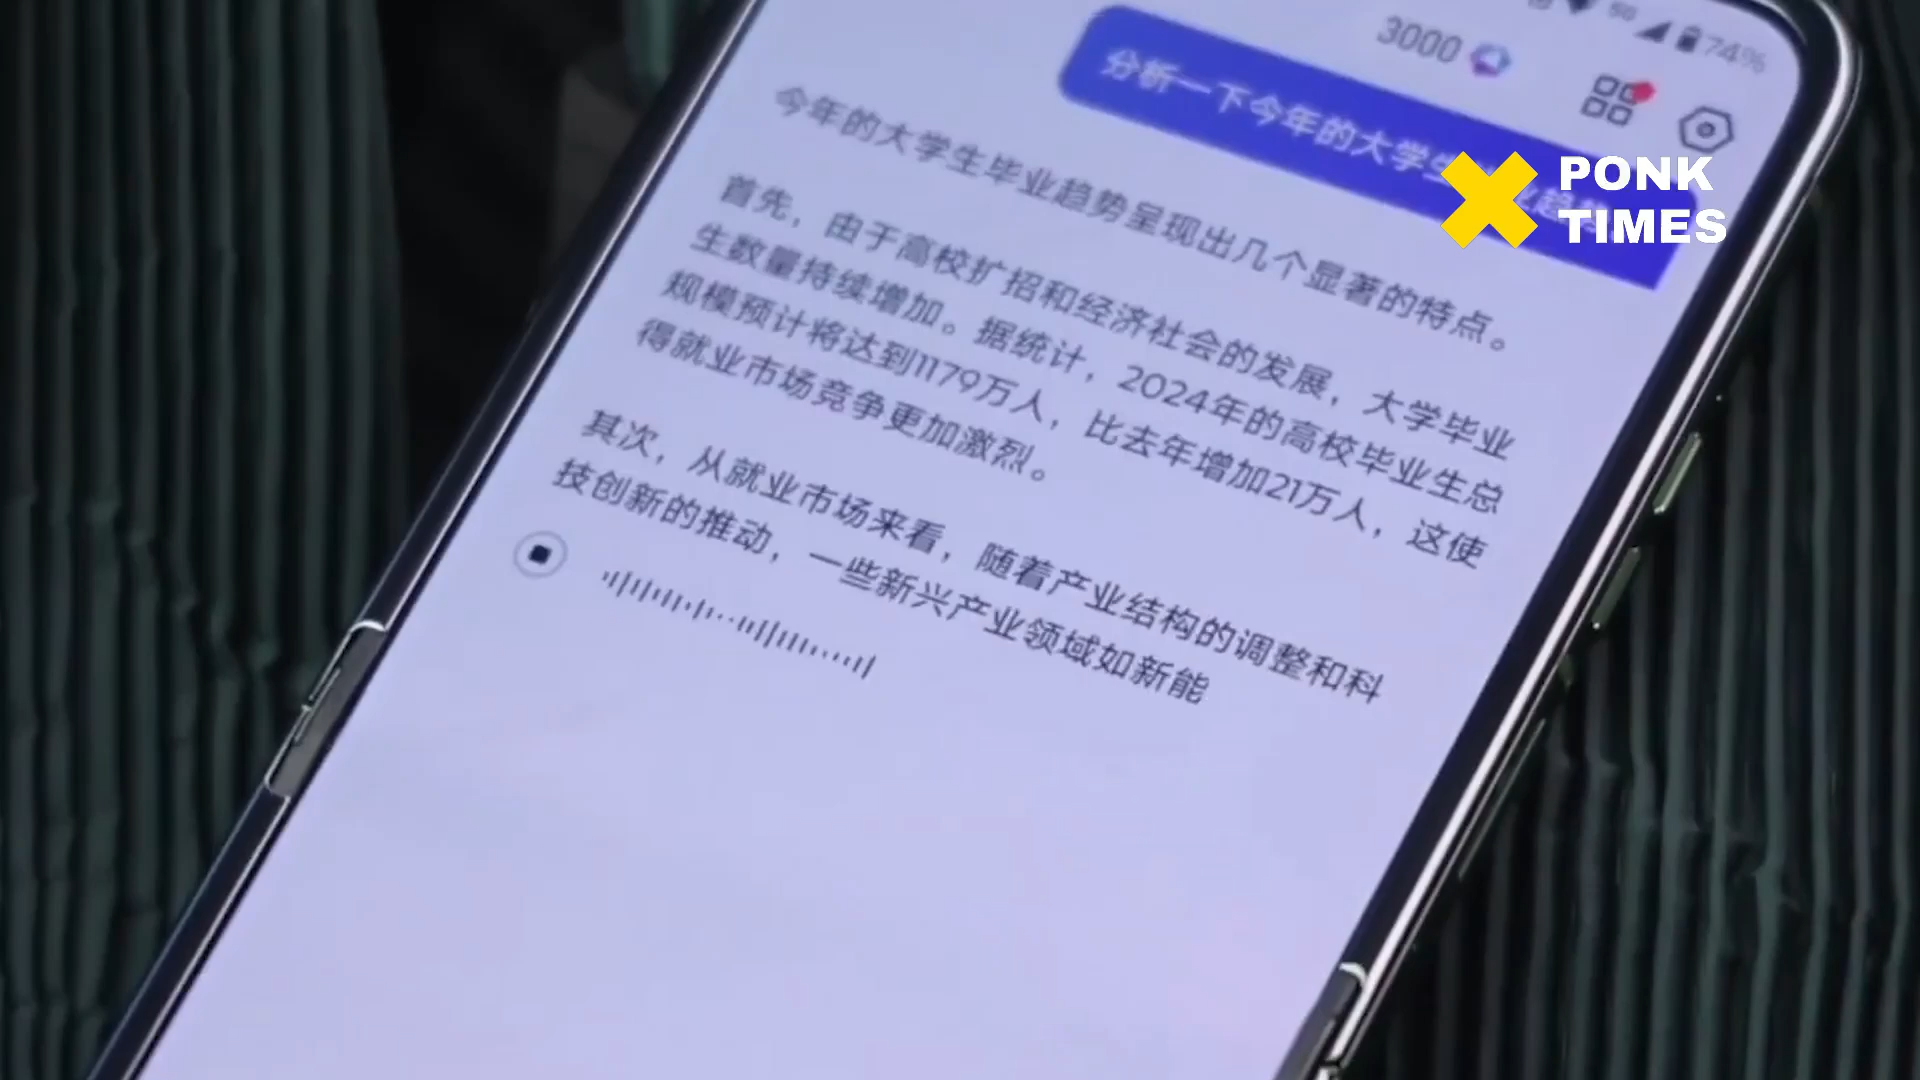 5G 74%
3000
分析一下今年的大学生
PONK
TIMES
今年的大学生毕业趋势呈现出几个显著的特点。
首先，由于高校扩招和经济社会的发展，大学毕业
生数量持续增加。据统计，2024年的高校毕业生总
规模预计将达到1179万人，比去年增加21万人，这使
得就业市场竞争更加激烈。
其次，从就业市场来看，随着产业结构的调整和科
技创新的推动，一些新兴产业领域如新能